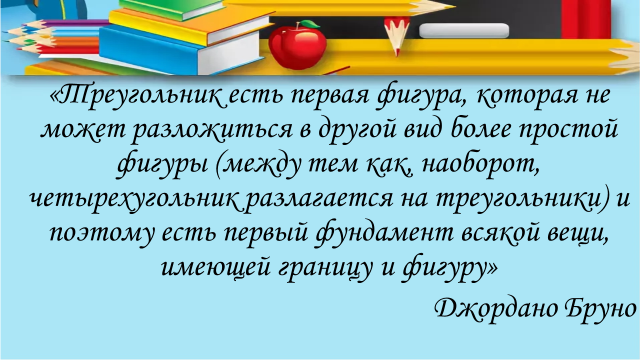 «Треугольник есть первая фигура, которая не
может разложиться в другой вид более простой
фигуры (между тем как, наоборот,
четырехугольник разлагается на треугольники) и
поэтому есть первый фундамент всякой вещи,
имеющей границу и фигуру»
Джордано Бруно